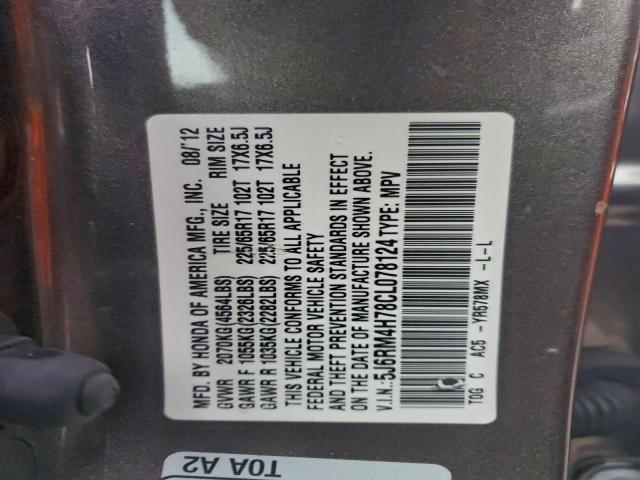 MFD. BY HONDA OF AMERICA MFG., INC. 08/'12
GVWR 2070KG(4564LBS) TIRE SIZE RIM SIZE
GAWR F 1055KG(2326LBS) 225/65R17 102T 17X6.5J
GAWR R 1035KG(2282LBS) 225/65R17 102T 17X6.5J
THIS VEHICLE CONFORMS TO ALL APPLICABLE
FEDERAL MOTOR VEHICLE SAFETY
AND THEFT PREVENTION STANDARDS IN EFFECT
ON THE DATE OF MANUFACTURE SHOWN ABOVE.
V.I.N.:5J6RM4H78CL078124 TYPE: MPV
T0G C AC5 -YR578MX -L-L
T0A A2